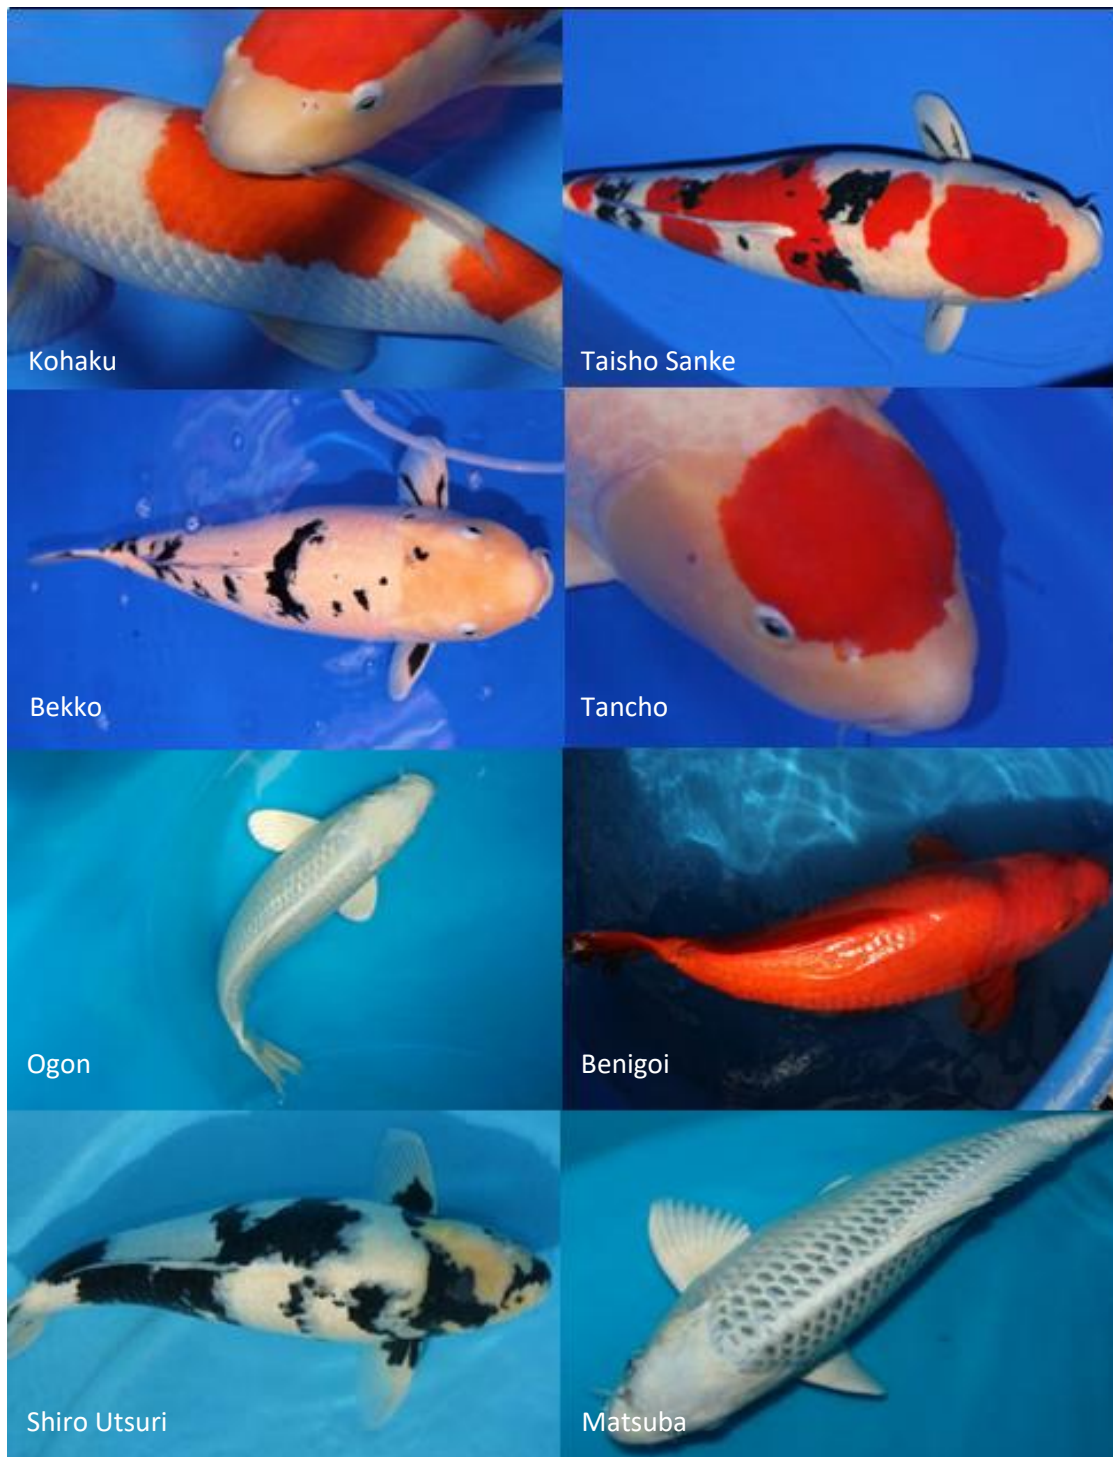 Kohaku
Taisho Sanke
Bekko
Tancho
Ogon
Benigoi
Shiro Utsuri
Matsuba